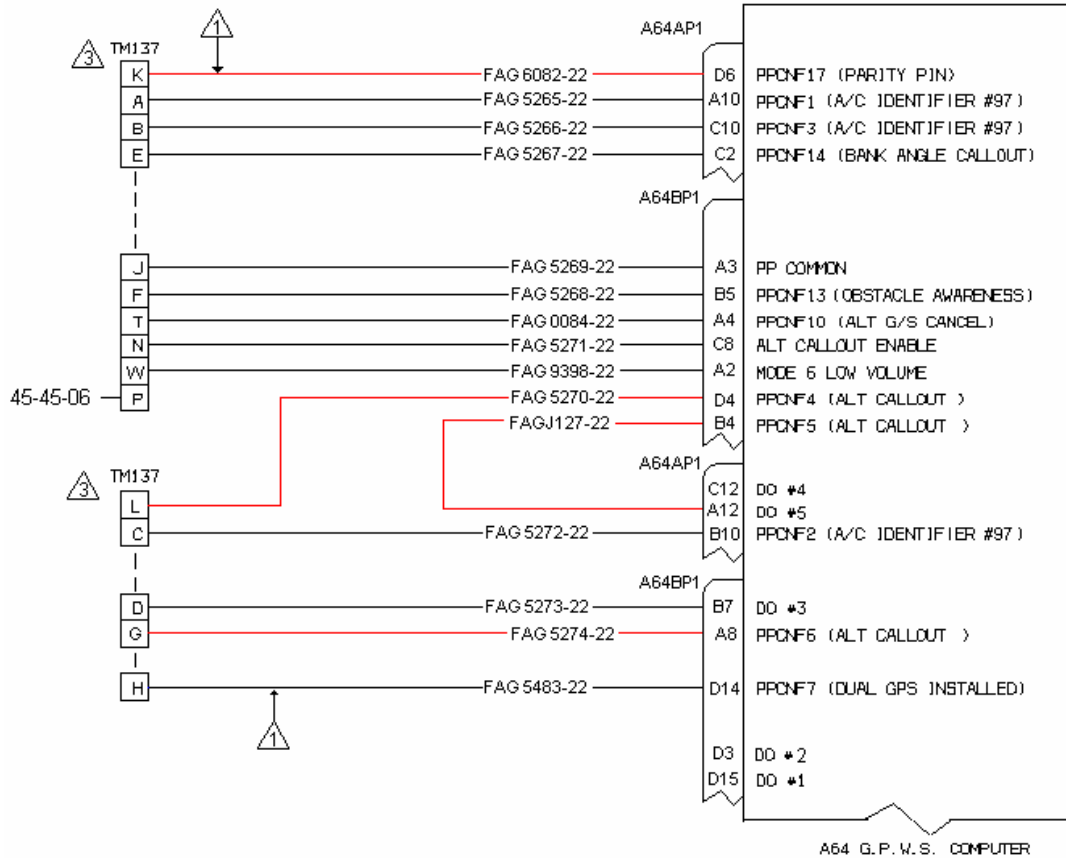 1
A64AP1
3 TM137
K FAG 6082-22 D6 PPCNF17 (PARITY PIN)
A FAG 5265-22 A10 PPCNF1 (A/C IDENTIFIER #97)
B FAG 5266-22 C10 PPCNF3 (A/C IDENTIFIER #97)
E FAG 5267-22 C2 PPCNF14 (BANK ANGLE CALLOUT)
A64BP1
J FAG 5269-22 A3 PP COMMON
F FAG 5268-22 B5 PPCNF13 (OBSTACLE AWARENESS)
T FAG 0084-22 A4 PPCNF10 (ALT G/S CANCEL)
N FAG 5271-22 C8 ALT CALLOUT ENABLE
W FAG 9398-22 A2 MODE 6 LOW VOLUME
45-45-06 P FAG 5270-22 D4 PPCNF4 (ALT CALLOUT )
FAGJ127-22 B4 PPCNF5 (ALT CALLOUT )
A64AP1
3 TM137
C12 DO #4
L A12 DO #5
C FAG 5272-22 B10 PPCNF2 (A/C IDENTIFIER #97)
A64BP1
D FAG 5273-22 B7 DO #3
G FAG 5274-22 A8 PPCNF6 (ALT CALLOUT )
H FAG 5483-22 D14 PPCNF7 (DUAL GPS INSTALLED)
1
D3 DO #2
D15 DO #1
A64 G.P.W.S. COMPUTER